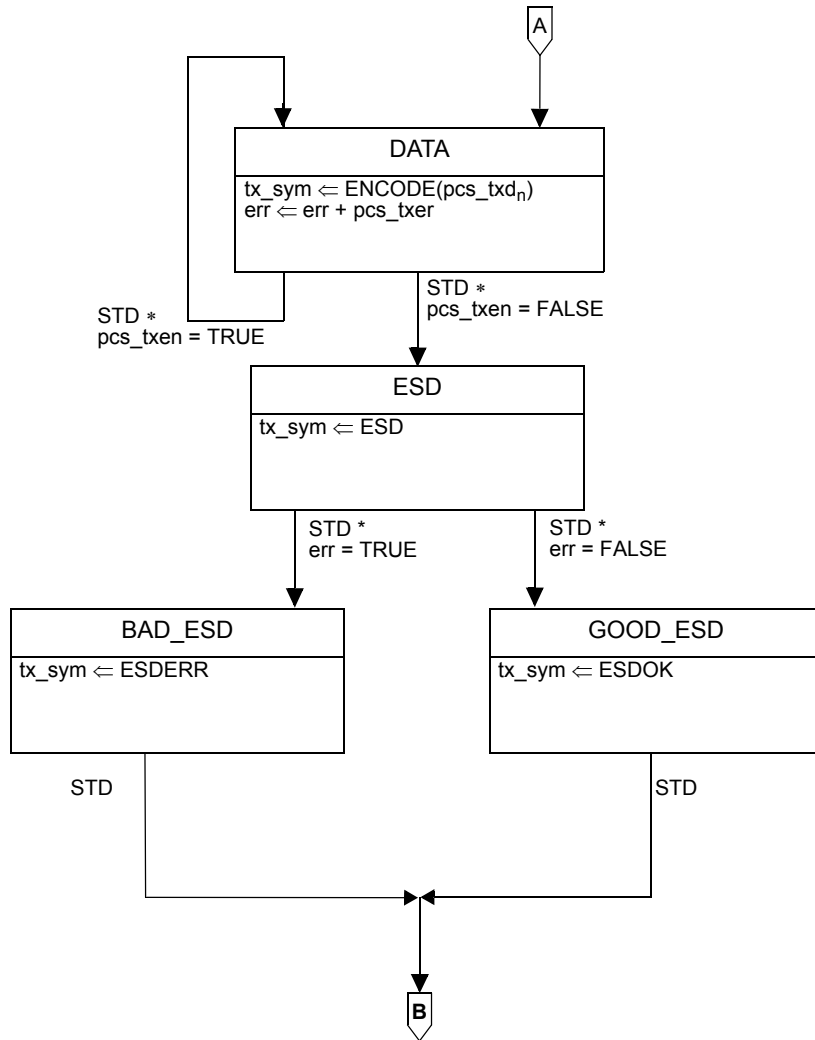 A
DATA
tx_sym ⇐ ENCODE(pcs_txdₙ)
err ⇐ err + pcs_txer
STD *
pcs_txen = TRUE
STD *
pcs_txen = FALSE
ESD
tx_sym ⇐ ESD
STD *
err = TRUE
STD *
err = FALSE
BAD_ESD
tx_sym ⇐ ESDERR
GOOD_ESD
tx_sym ⇐ ESDOK
STD
STD
B